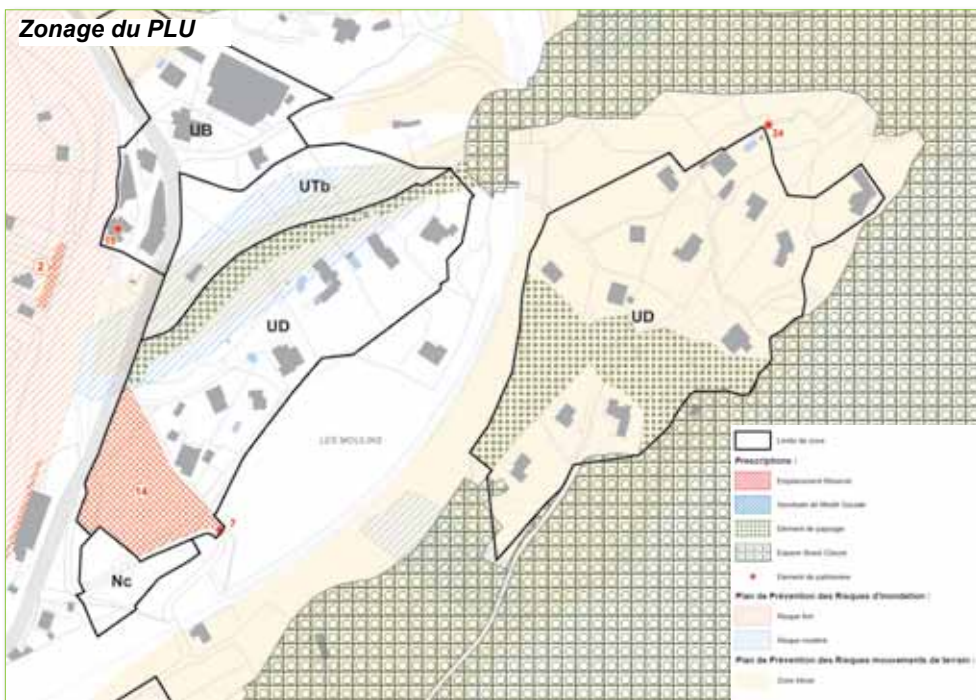 Zonage du PLU
UB
UTb
24
19
2
UD
UD
LES MOULINS
14
7
Nc
Limite de zone
Prescriptions :
Emplacement Réservé
Servitude de Mixité Sociale
Elément de paysage
Espace Boisé Classé
Elément de patrimoine
Plan de Prévention des Risques d'Inondation :
Risque fort
Risque modéré
Plan de Prévention des Risques mouvements de terrain :